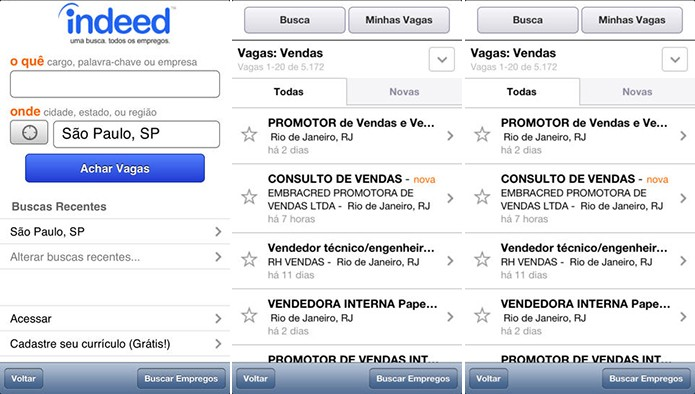 indeed
uma busca. todos os empregos.
o quê cargo, palavra-chave ou empresa
onde cidade, estado, ou região
São Paulo, SP
Achar Vagas
Buscas Recentes
São Paulo, SP
Alterar buscas recentes...
Acessar
Cadastre seu currículo (Grátis!)
Voltar
Buscar Empregos
Busca
Minhas Vagas
Vagas: Vendas
Vagas 1-20 de 5.172
Todas
Novas
PROMOTOR de Vendas e Ve...
Rio de Janeiro, RJ
há 2 dias
CONSULTO DE VENDAS - nova
EMBRACRED PROMOTORA DE
VENDAS LTDA - Rio de Janeiro, RJ
há 7 horas
Vendedor técnico/engenheir...
RH VENDAS - Rio de Janeiro, RJ
há 11 dias
VENDEDORA INTERNA Pape...
Rio de Janeiro, RJ
há 2 dias
PROMOTOR DE VENDAS INT...
Voltar
Buscar Empregos
Busca
Minhas Vagas
Vagas: Vendas
Vagas 1-20 de 5.172
Todas
Novas
PROMOTOR de Vendas e Ve...
Rio de Janeiro, RJ
há 2 dias
CONSULTO DE VENDAS - nova
EMBRACRED PROMOTORA DE
VENDAS LTDA - Rio de Janeiro, RJ
há 7 horas
Vendedor técnico/engenheir...
RH VENDAS - Rio de Janeiro, RJ
há 11 dias
VENDEDORA INTERNA Pape...
Rio de Janeiro, RJ
há 2 dias
PROMOTOR DE VENDAS INT...
Voltar
Buscar Empregos